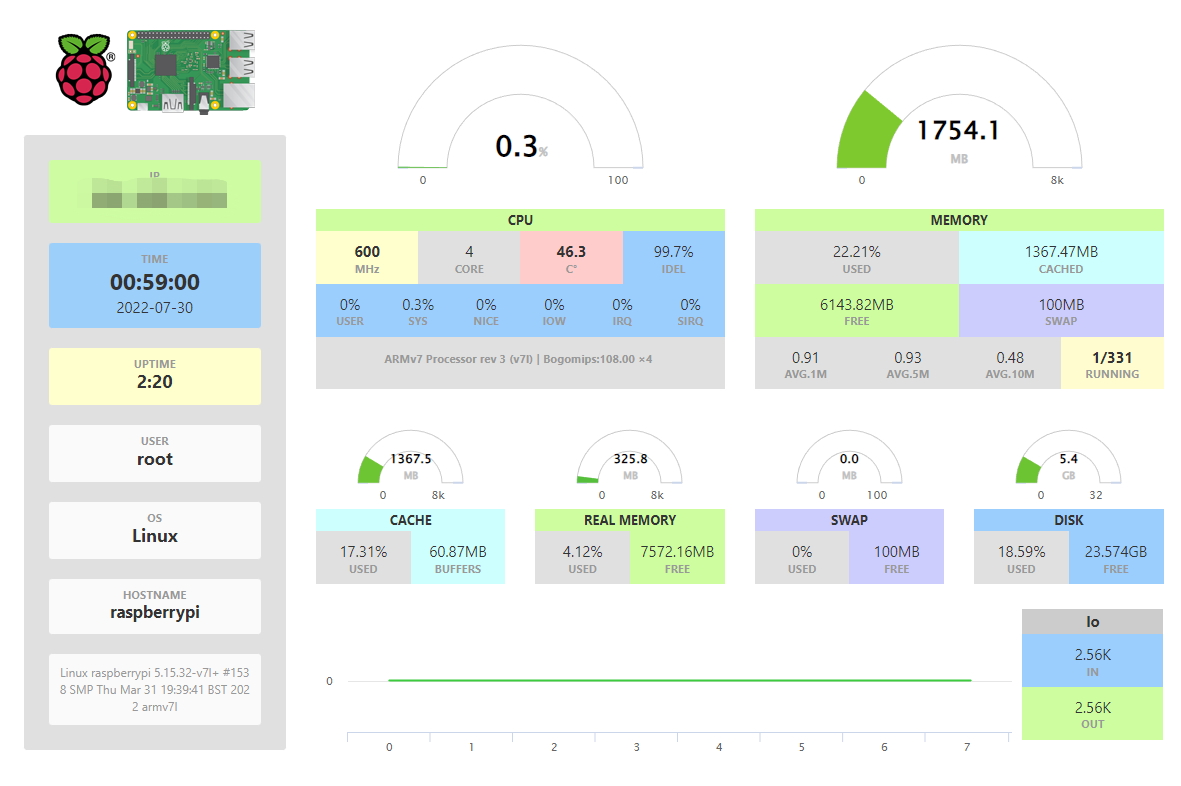 ®
IP
TIME
00:59:00
2022-07-30
UPTIME
2:20
USER
root
OS
Linux
HOSTNAME
raspberrypi
Linux raspberrypi 5.15.32-v7l+ #153
8 SMP Thu Mar 31 19:39:41 BST 202
2 armv7l
0.3%
0 100
CPU
600 4 46.3 99.7%
MHz CORE C° IDEL
0% 0.3% 0% 0% 0% 0%
USER SYS NICE IOW IRQ SIRQ
ARMv7 Processor rev 3 (v7l) | Bogomips:108.00 ×4
1754.1
MB
0 8k
MEMORY
22.21% 1367.47MB
USED CACHED
6143.82MB 100MB
FREE SWAP
0.91 0.93 0.48 1/331
AVG.1M AVG.5M AVG.10M RUNNING
1367.5
MB
0 8k
CACHE
17.31% 60.87MB
USED BUFFERS
325.8
MB
0 8k
REAL MEMORY
4.12% 7572.16MB
USED FREE
0.0
MB
0 100
SWAP
0% 100MB
USED FREE
5.4
GB
0 32
DISK
18.59% 23.574GB
USED FREE
0
0 1 2 3 4 5 6 7
lo
2.56K
IN
2.56K
OUT